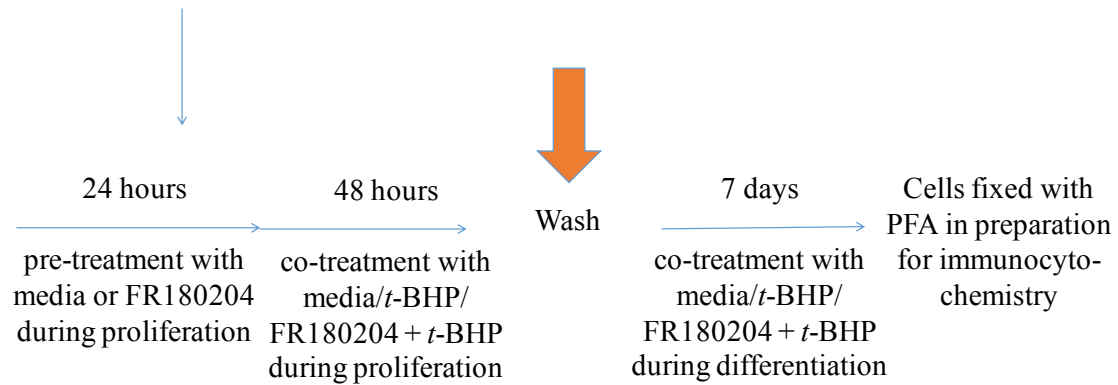 24 hours
pre-treatment with
media or FR180204
during proliferation
48 hours
co-treatment with
media/t-BHP/
FR180204 + t-BHP
during proliferation
Wash
7 days
co-treatment with
media/t-BHP/
FR180204 + t-BHP
during differentiation
Cells fixed with
PFA in preparation
for immunocyto-
chemistry